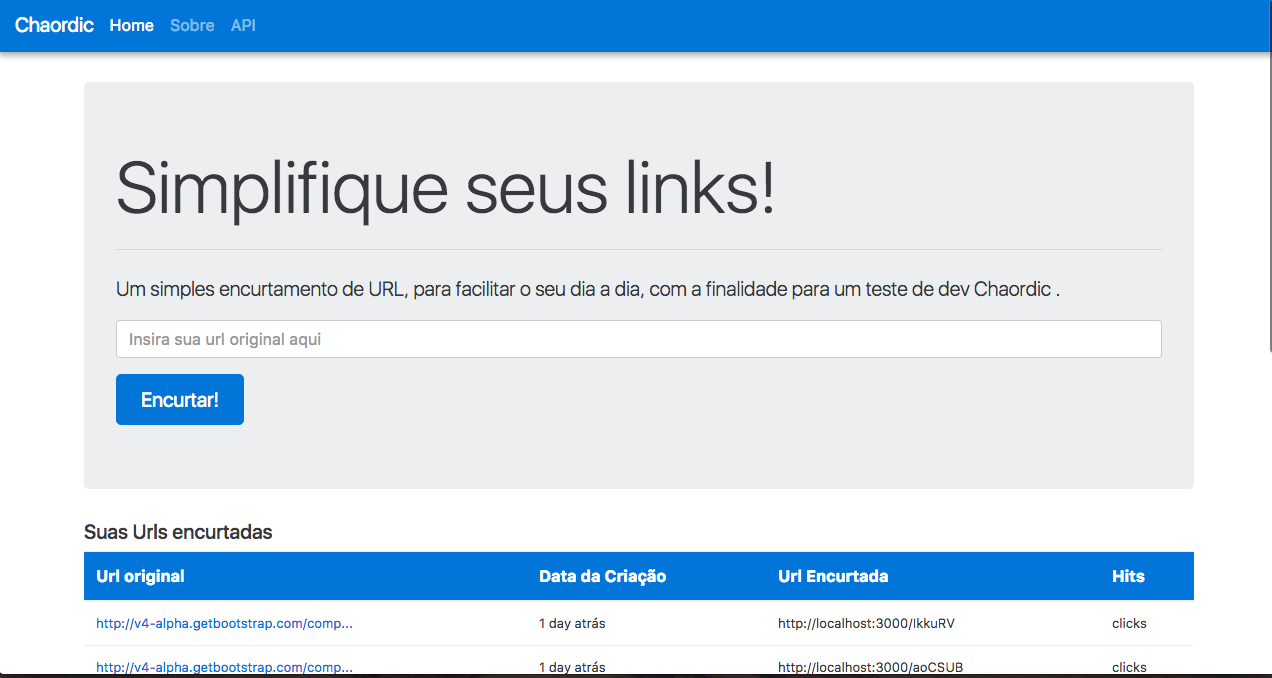 Chaordic Home Sobre API
Simplifique seus links!
Um simples encurtamento de URL, para facilitar o seu dia a dia, com a finalidade para um teste de dev Chaordic .
Insira sua url original aqui
Encurtar!
Suas Urls encurtadas
Url original Data da Criação Url Encurtada Hits
http://v4-alpha.getbootstrap.com/comp... 1 day atrás http://localhost:3000/IkkuRV clicks
http://v4-alpha.getbootstrap.com/comp... 1 day atrás http://localhost:3000/aoCSUB clicks